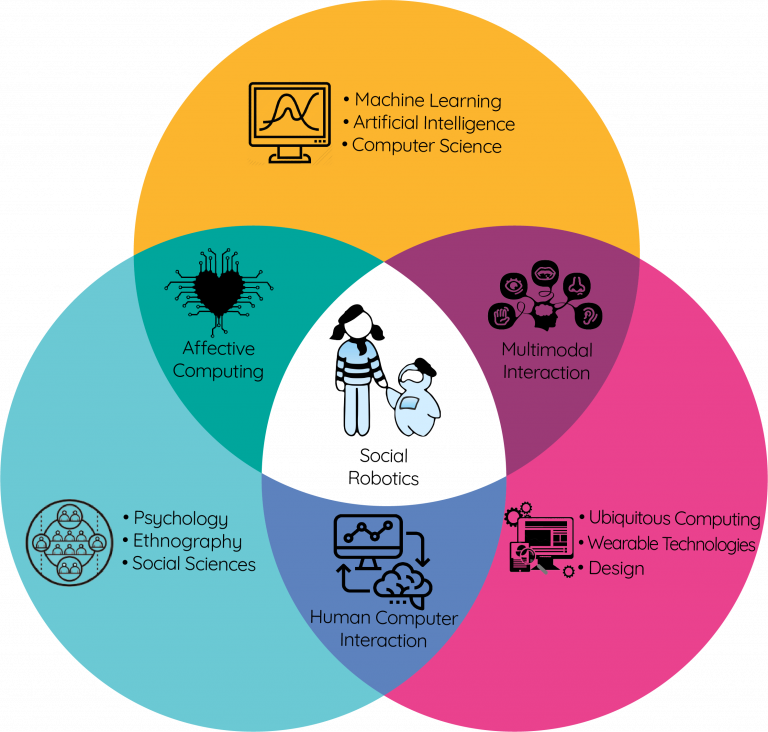 • Machine Learning
• Artificial Intelligence
• Computer Science
Affective
Computing
Multimodal
Interaction
Social
Robotics
• Psychology
• Ethnography
• Social Sciences
• Ubiquitous Computing
• Wearable Technologies
• Design
Human Computer
Interaction